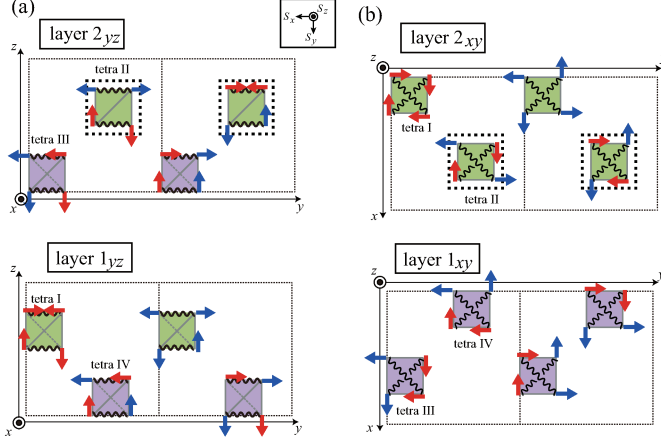 (a)
layer 2yz
Sx
Sz
Sy
(b)
layer 2xy
z
tetra II
tetra III
x
y
z
y
tetra I
tetra II
x
layer 1yz
z
tetra I
tetra IV
x
y
layer 1xy
z
y
tetra IV
tetra III
x